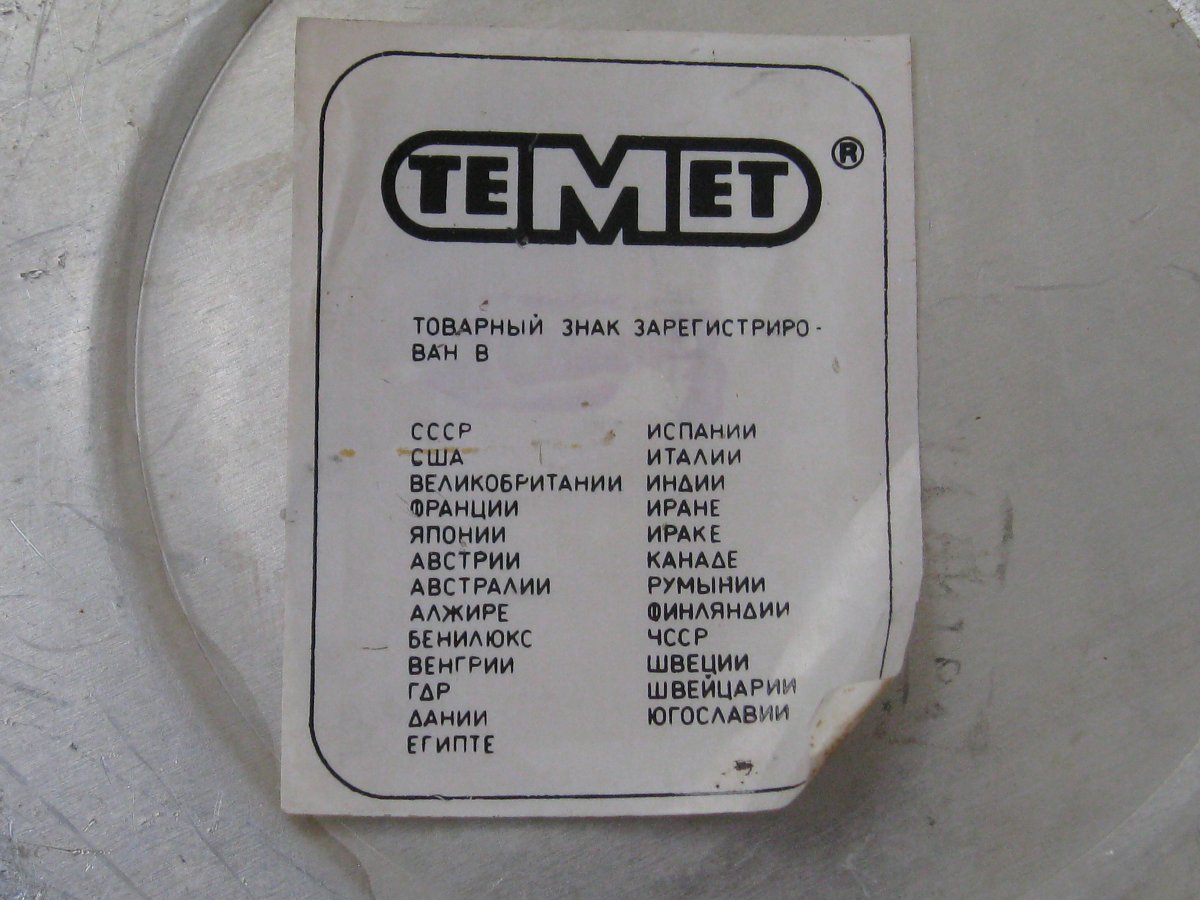 TEMET ®
ТОВАРНЫЙ ЗНАК ЗАРЕГИСТРИРО-
ВАН В
СССР
США
ВЕЛИКОБРИТАНИИ
ФРАНЦИИ
ЯПОНИИ
АВСТРИИ
АВСТРАЛИИ
АЛЖИРЕ
БЕНИЛЮКС
ВЕНГРИИ
ГДР
ДАНИИ
ЕГИПТЕ
ИСПАНИИ
ИТАЛИИ
ИНДИИ
ИРАНЕ
ИРАКЕ
КАНАДЕ
РУМЫНИИ
ФИНЛЯНДИИ
ЧССР
ШВЕЦИИ
ШВЕЙЦАРИИ
ЮГОСЛАВИИ